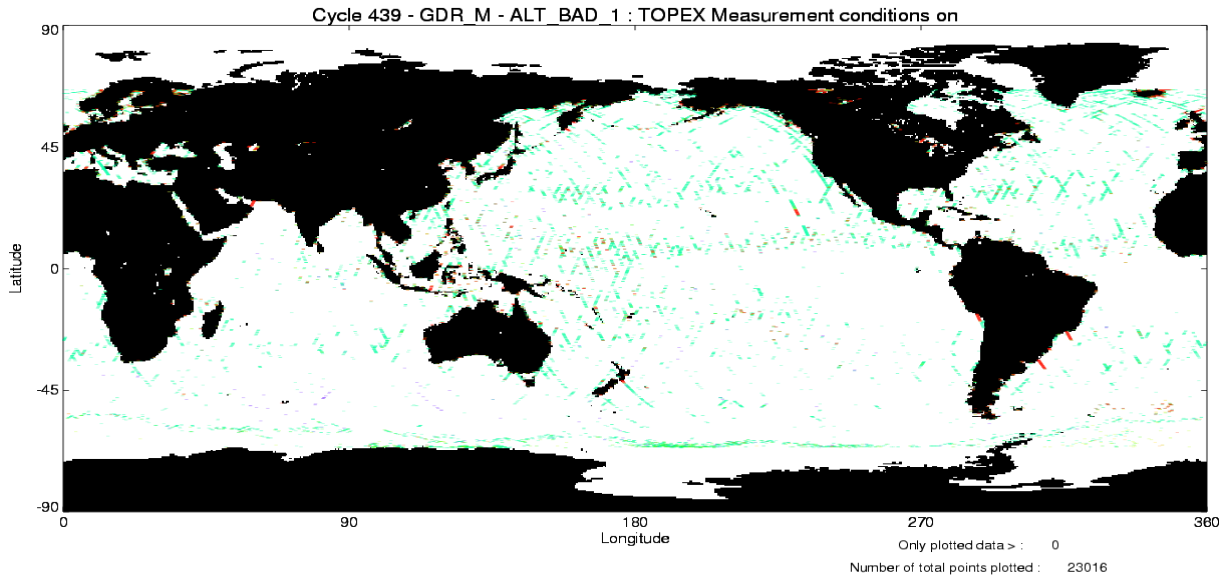 Cycle 439 - GDR_M - ALT_BAD_1 : TOPEX Measurement conditions on
90
45
0
-45
-90
Latitude
0 90 180 270 360
Longitude
Only plotted data > : 0
Number of total points plotted : 23016